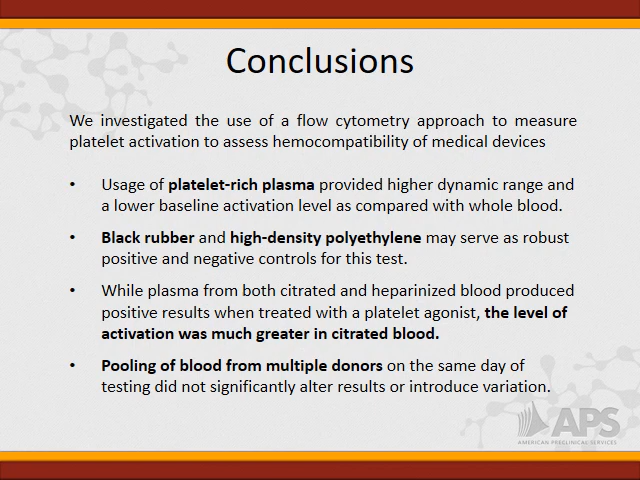 Conclusions
We investigated the use of a flow cytometry approach to measure
platelet activation to assess hemocompatibility of medical devices
• Usage of platelet-rich plasma provided higher dynamic range and
a lower baseline activation level as compared with whole blood.
• Black rubber and high-density polyethylene may serve as robust
positive and negative controls for this test.
• While plasma from both citrated and heparinized blood produced
positive results when treated with a platelet agonist, the level of
activation was much greater in citrated blood.
• Pooling of blood from multiple donors on the same day of
testing did not significantly alter results or introduce variation.
APS
AMERICAN PRECLINICAL SERVICES